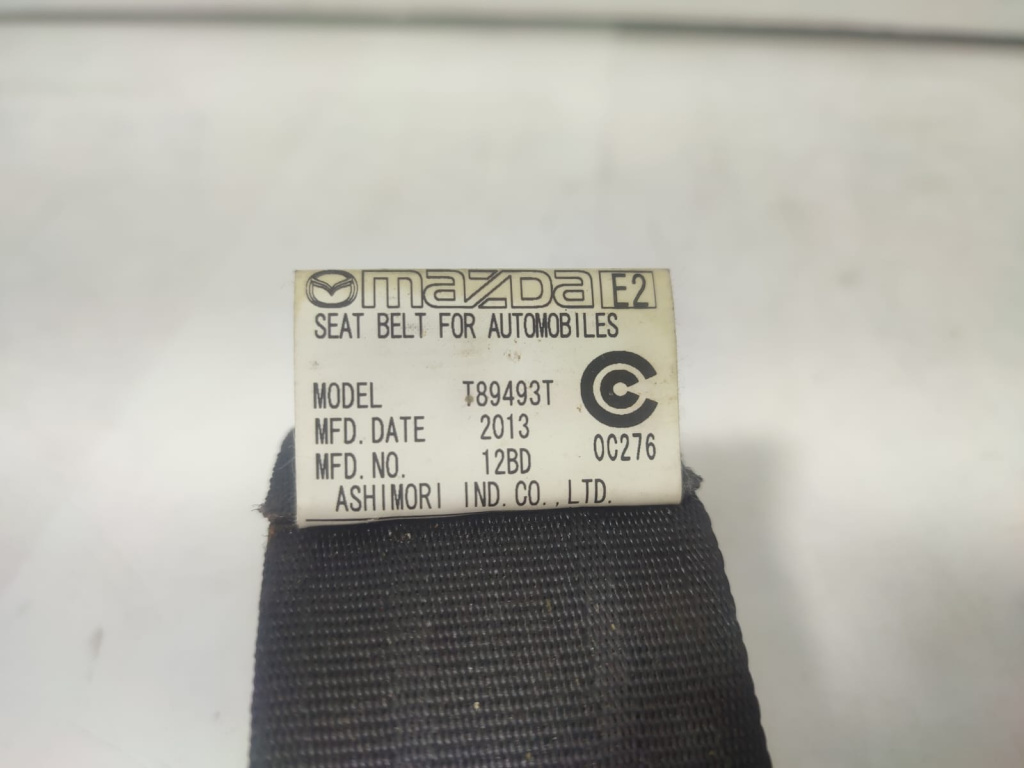 mazda E2
SEAT BELT FOR AUTOMOBILES
MODEL T89493T
MFD. DATE 2013
MFD. NO. 12BD
C
0C276
ASHIMORI IND. CO., LTD.